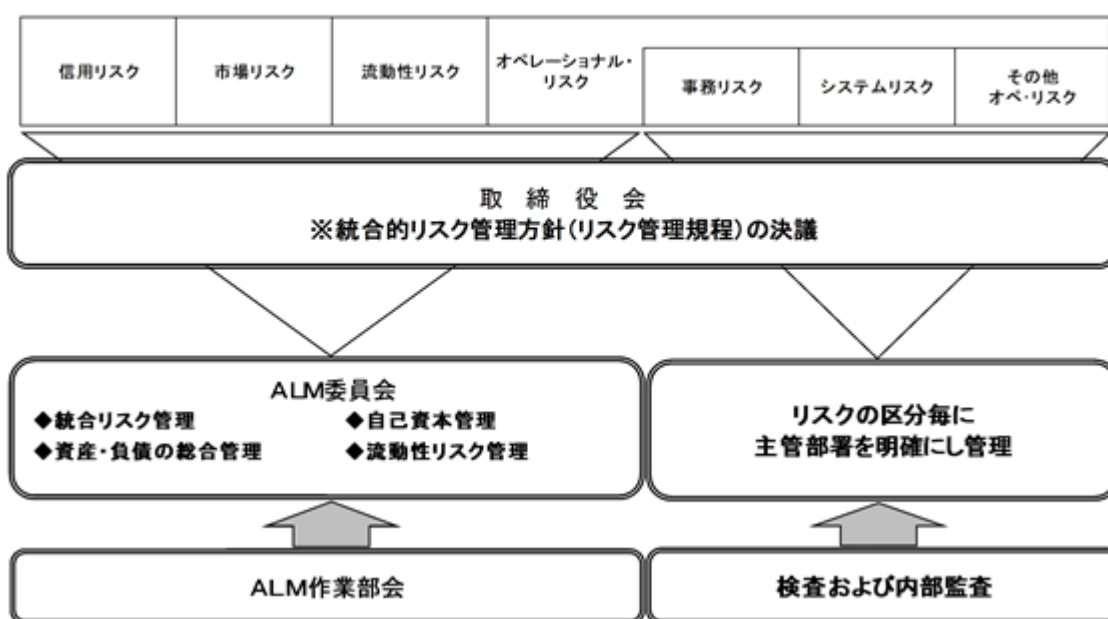 信用リスク
市場リスク
流動性リスク
オペレーショナル・
リスク
事務リスク
システムリスク
その他
オペ・リスク
取 締 役 会
※統合的リスク管理方針（リスク管理規程）の決議
ALM委員会
◆統合リスク管理
◆自己資本管理
◆資産・負債の総合管理
◆流動性リスク管理
リスクの区分毎に
主管部署を明確にし管理
ALM作業部会
検査および内部監査